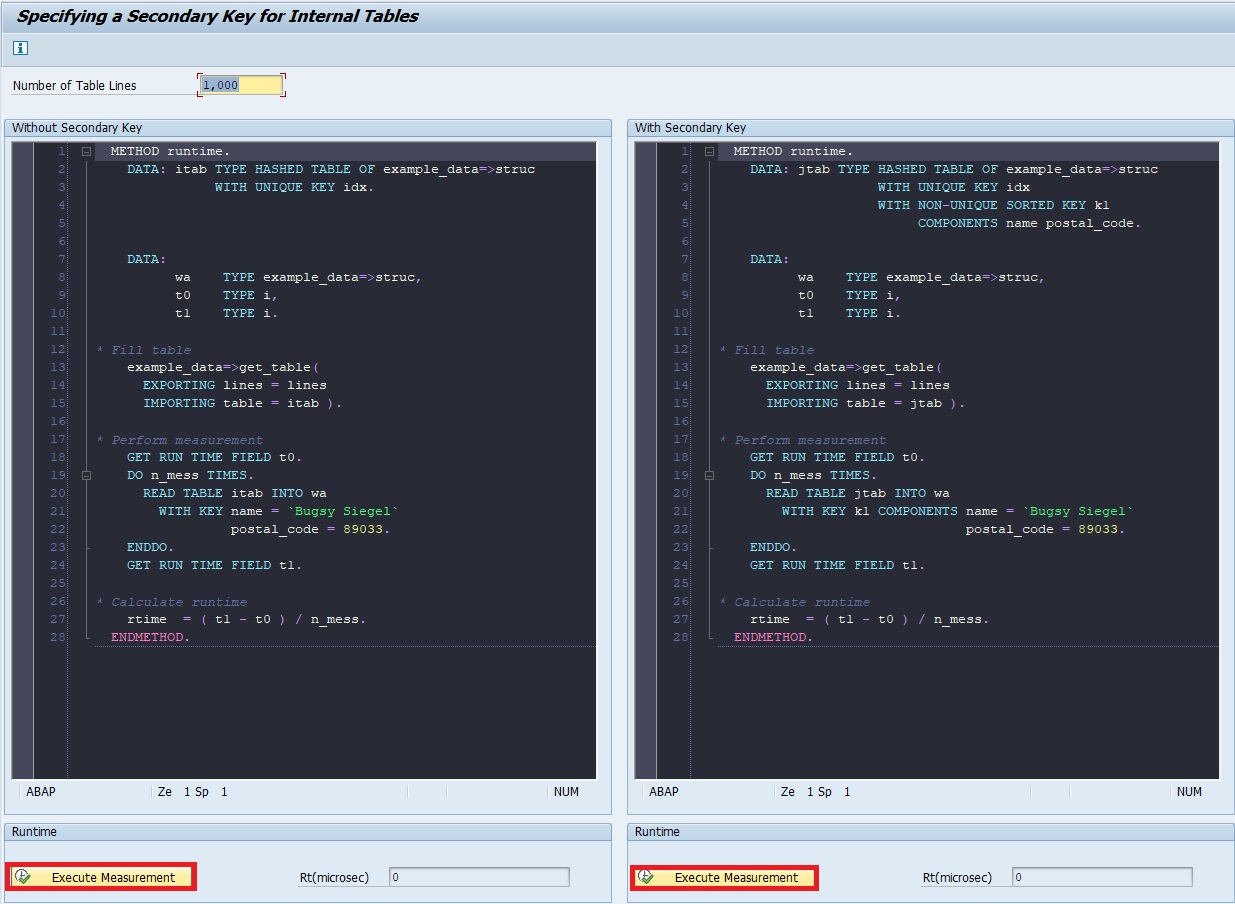 Specifying a Secondary Key for Internal Tables
Number of Table Lines 1,000
Without Secondary Key
1 METHOD runtime.
2 DATA: itab TYPE HASHED TABLE OF example_data=>struc
3 WITH UNIQUE KEY idx.
4
5
6
7 DATA:
8 wa TYPE example_data=>struc,
9 t0 TYPE i,
10 t1 TYPE i.
11
12 * Fill table
13 example_data=>get_table(
14 EXPORTING lines = lines
15 IMPORTING table = itab ).
16
17 * Perform measurement
18 GET RUN TIME FIELD t0.
19 DO n_mess TIMES.
20 READ TABLE itab INTO wa
21 WITH KEY name = `Bugsy Siegel`
22 postal_code = 89033.
23 ENDDO.
24 GET RUN TIME FIELD t1.
25
26 * Calculate runtime
27 rtime = ( t1 - t0 ) / n_mess.
28 ENDMETHOD.
ABAP Ze 1 Sp 1 NUM
Runtime
Execute Measurement Rt(microsec) 0
With Secondary Key
1 METHOD runtime.
2 DATA: jtab TYPE HASHED TABLE OF example_data=>struc
3 WITH UNIQUE KEY idx
4 WITH NON-UNIQUE SORTED KEY k1
5 COMPONENTS name postal_code.
6
7 DATA:
8 wa TYPE example_data=>struc,
9 t0 TYPE i,
10 t1 TYPE i.
11
12 * Fill table
13 example_data=>get_table(
14 EXPORTING lines = lines
15 IMPORTING table = jtab ).
16
17 * Perform measurement
18 GET RUN TIME FIELD t0.
19 DO n_mess TIMES.
20 READ TABLE jtab INTO wa
21 WITH KEY k1 COMPONENTS name = `Bugsy Siegel`
22 postal_code = 89033.
23 ENDDO.
24 GET RUN TIME FIELD t1.
25
26 * Calculate runtime
27 rtime = ( t1 - t0 ) / n_mess.
28 ENDMETHOD.
ABAP Ze 1 Sp 1 NUM
Runtime
Execute Measurement Rt(microsec) 0